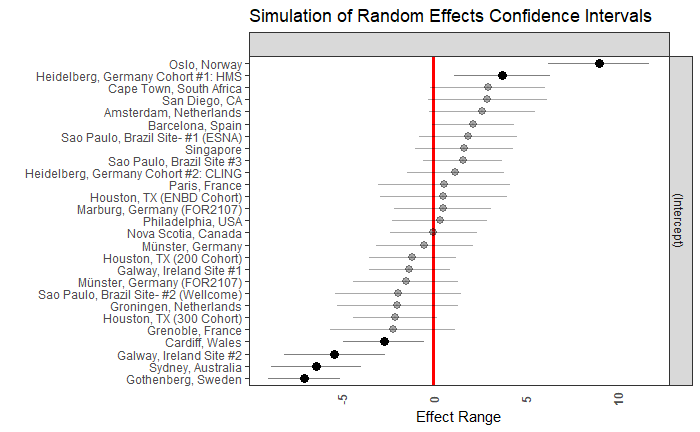 Simulation of Random Effects Confidence Intervals
Oslo, Norway
Heidelberg, Germany Cohort #1: HMS
Cape Town, South Africa
San Diego, CA
Amsterdam, Netherlands
Barcelona, Spain
Sao Paulo, Brazil Site- #1 (ESNA)
Singapore
Sao Paulo, Brazil Site #3
Heidelberg, Germany Cohort #2: CLING
Paris, France
Houston, TX (ENBD Cohort)
Marburg, Germany (FOR2107)
Philadelphia, USA
Nova Scotia, Canada
Münster, Germany
Houston, TX (200 Cohort)
Galway, Ireland Site #1
Münster, Germany (FOR2107)
Sao Paulo, Brazil Site- #2 (Wellcome)
Groningen, Netherlands
Houston, TX (300 Cohort)
Grenoble, France
Cardiff, Wales
Galway, Ireland Site #2
Sydney, Australia
Gothenberg, Sweden
(Intercept)
-5
0
5
10
Effect Range